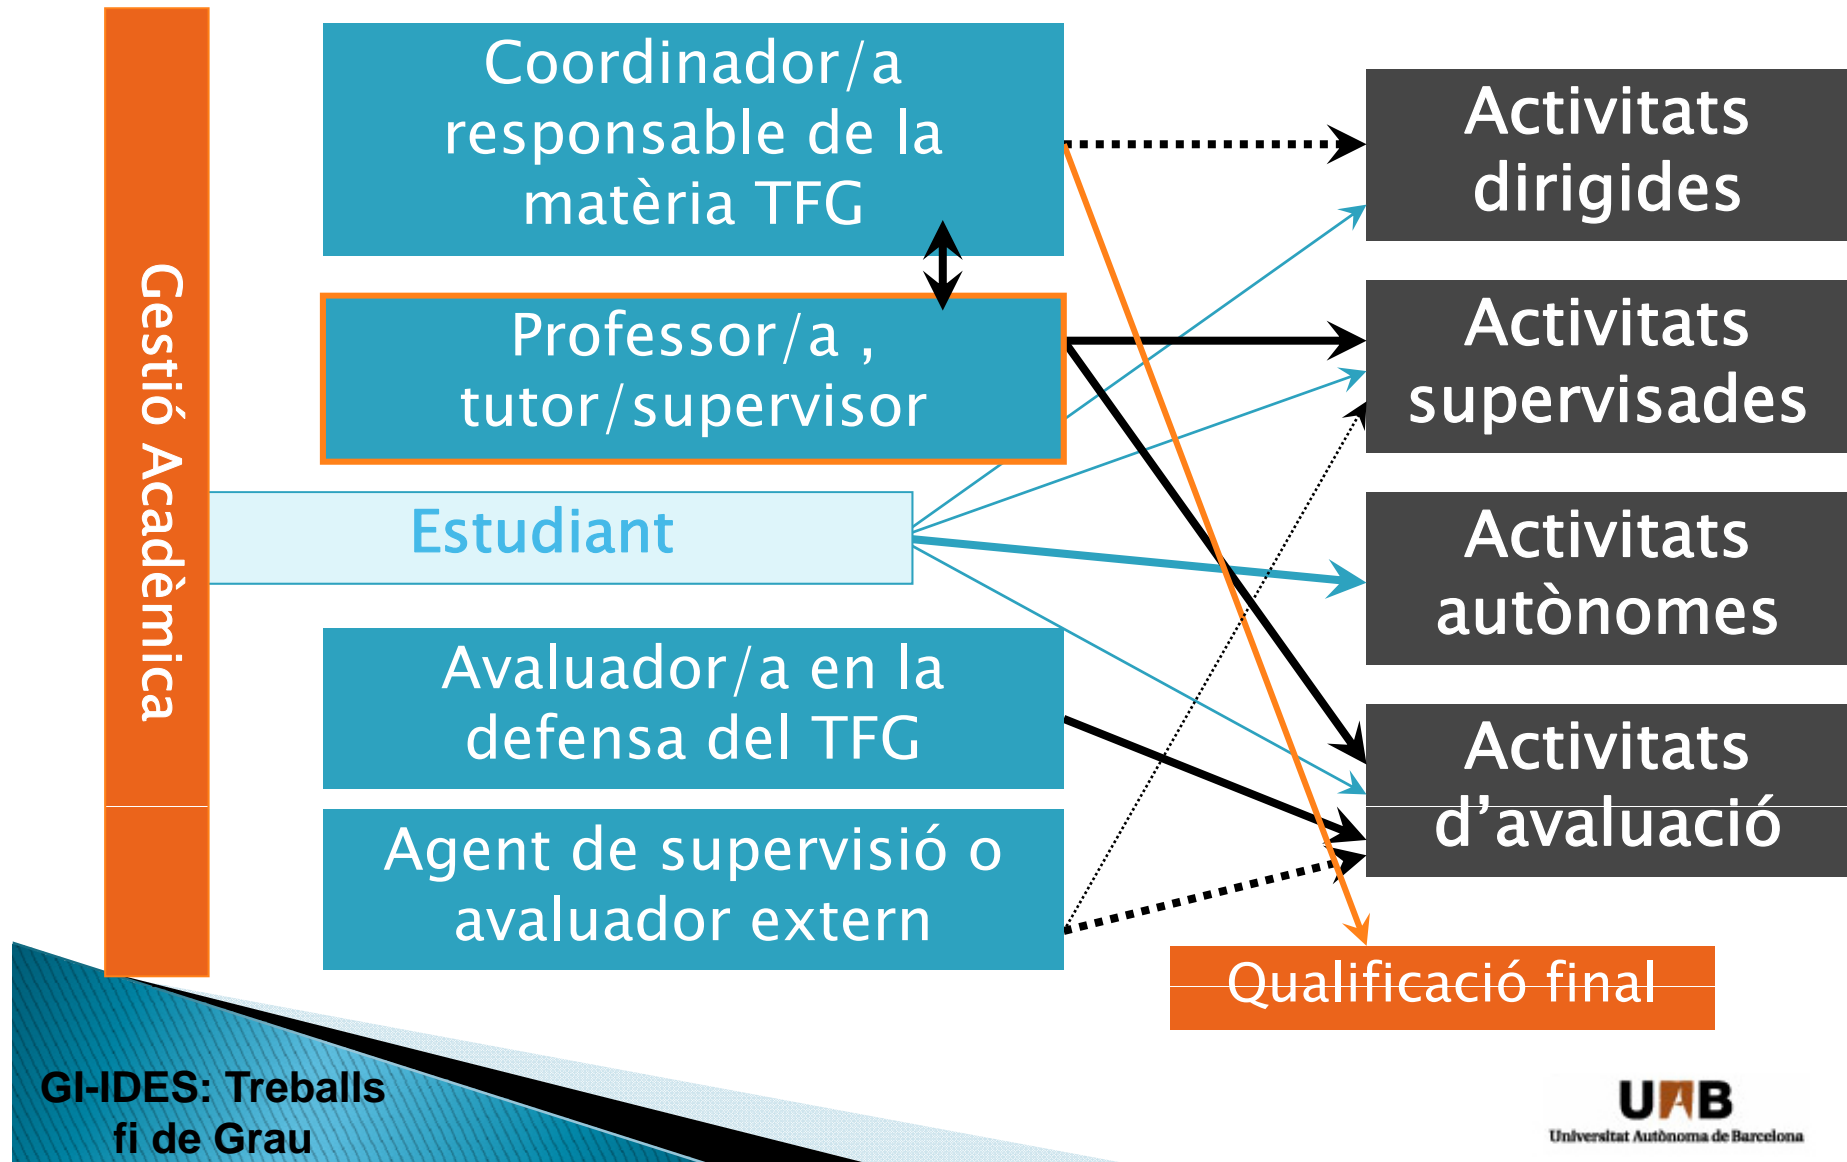 Gestió Acadèmica
Coordinador/a
responsable de la
matèria TFG
Professor/a ,
tutor/supervisor
Estudiant
Avaluador/a en la
defensa del TFG
Agent de supervisió o
avaluador extern
Activitats
dirigides
Activitats
supervisades
Activitats
autònomes
Activitats
d’avaluació
Qualificació final
GI-IDES: Treballs
fi de Grau
UAB
Universitat Autònoma de Barcelona